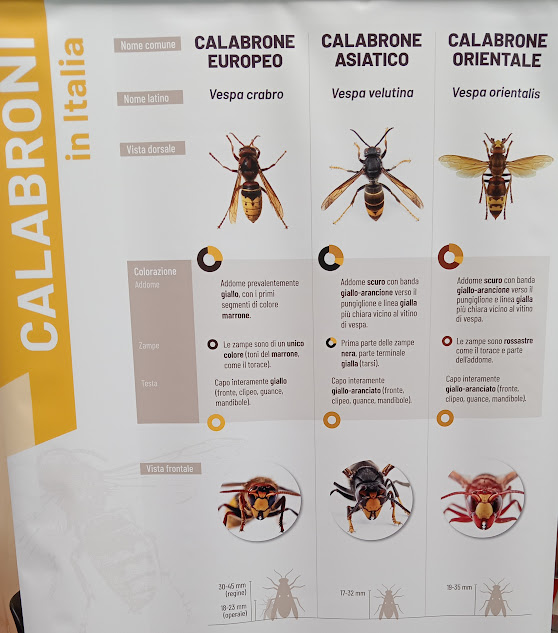 CALABRONI
in Italia
Nome comune
CALABRONE
EUROPEO
CALABRONE
ASIATICO
CALABRONE
ORIENTALE
Nome latino
Vespa crabro
Vespa velutina
Vespa orientalis
Vista dorsale
Colorazione
Addome
Addome prevalentemente
giallo, con i primi
segmenti di colore
marrone.
Addome scuro con banda
giallo-arancione verso il
pungiglione e linea gialla
più chiara vicino al vitino
di vespa.
Addome scuro con banda
giallo-arancione verso il
pungiglione e linea gialla
più chiara vicino al vitino
di vespa.
Zampe
Le zampe sono di un unico
colore (toni del marrone,
come il torace).
Prima parte delle zampe
nera, parte terminale
gialla (tarsi).
Le zampe sono rossastre
come il torace e parte
dell'addome.
Testa
Capo interamente giallo
(fronte, clipeo, guance,
mandibole).
Capo interamente
giallo-aranciato (fronte,
clipeo, guance, mandibole).
Capo interamente
giallo-aranciato (fronte,
clipeo, guance, mandibole).
Vista frontale
30-45 mm
(regine)
18-23 mm
(operaie)
17-32 mm
19-35 mm